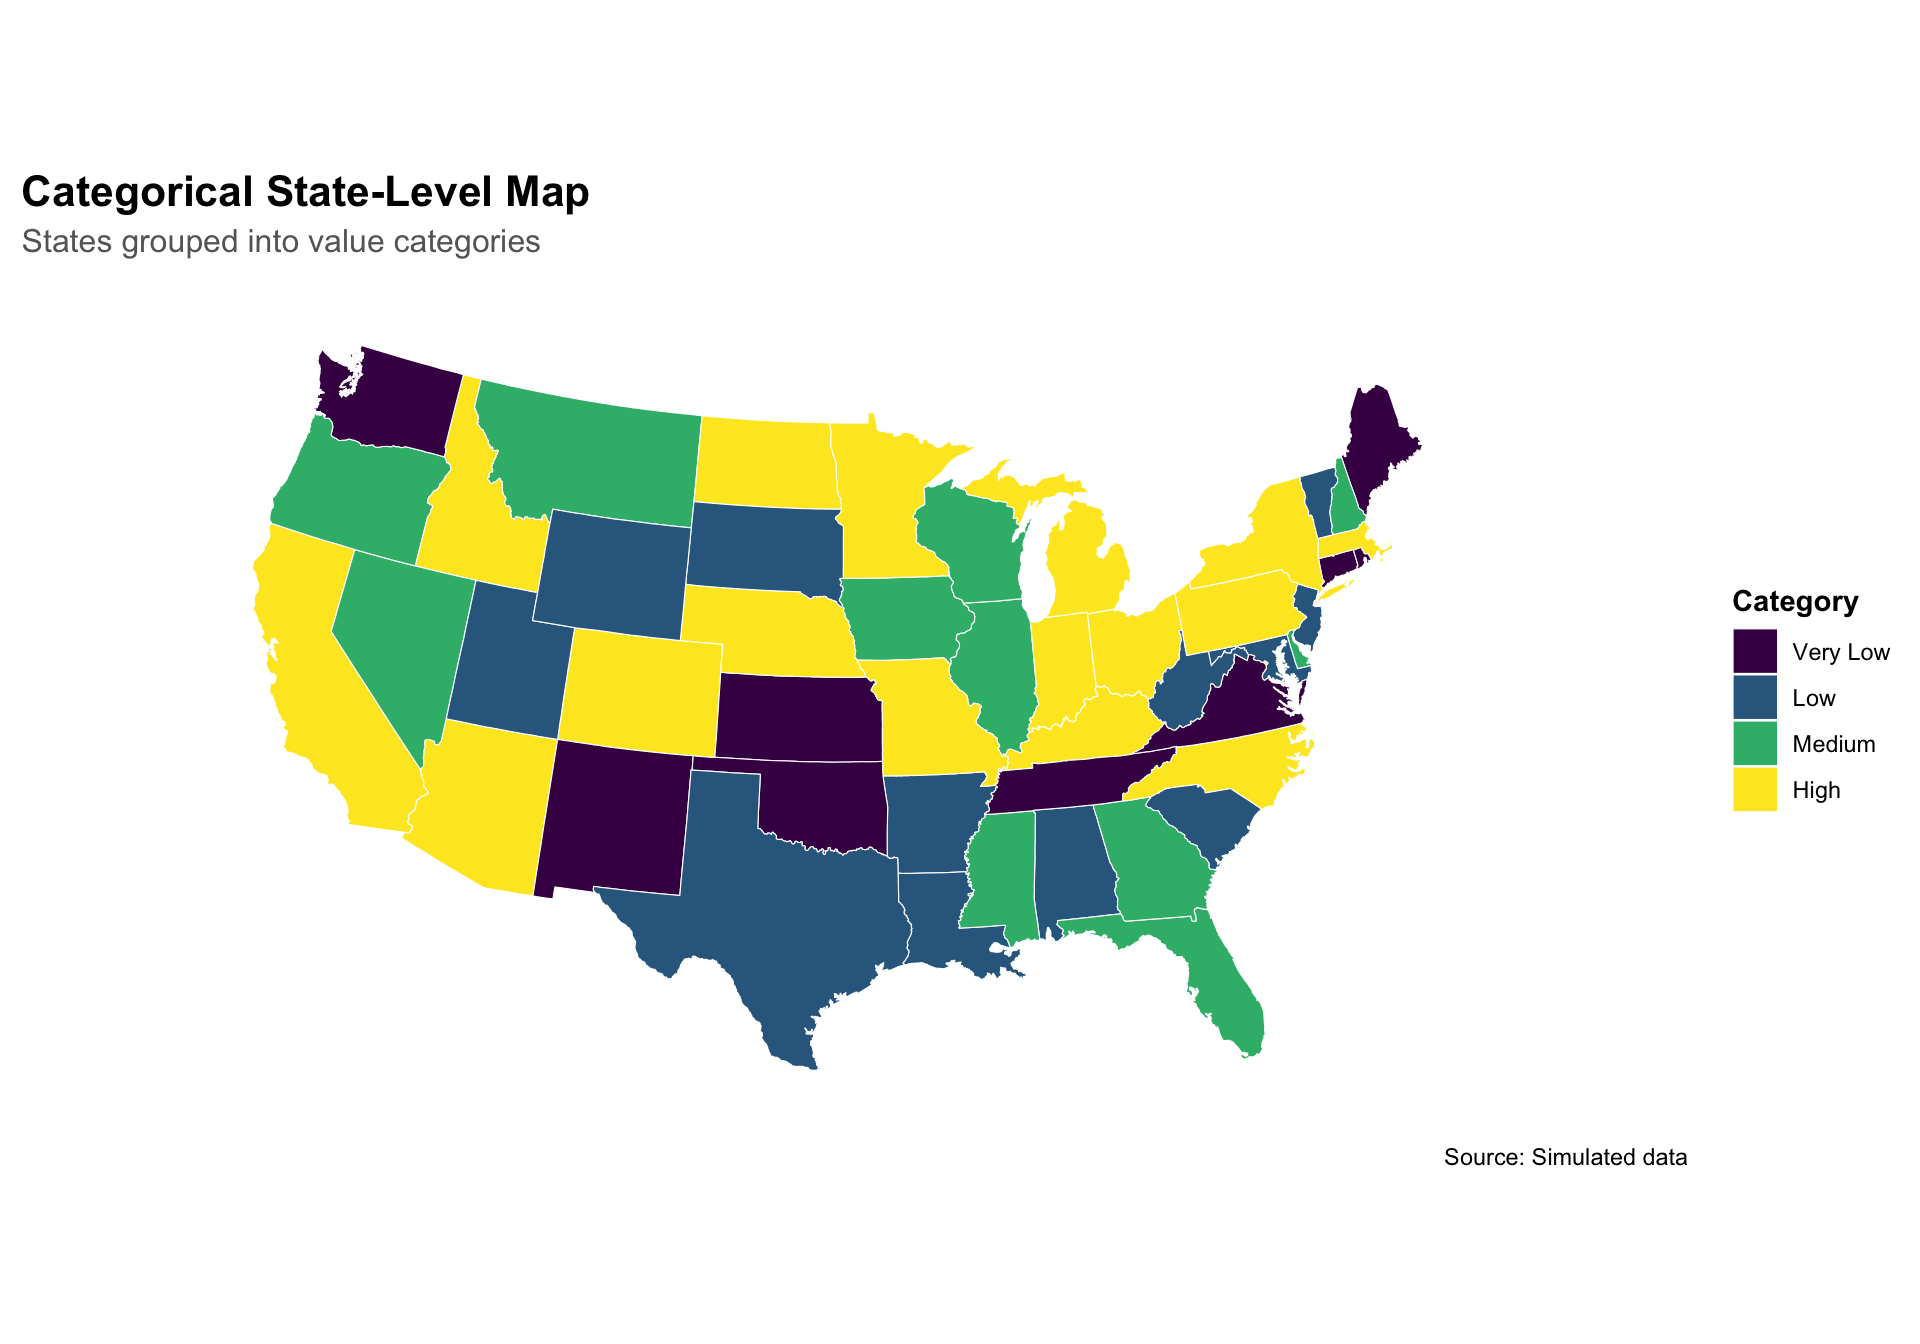 Categorical State-Level Map
States grouped into value categories
Category
Very Low
Low
Medium
High
Source: Simulated data